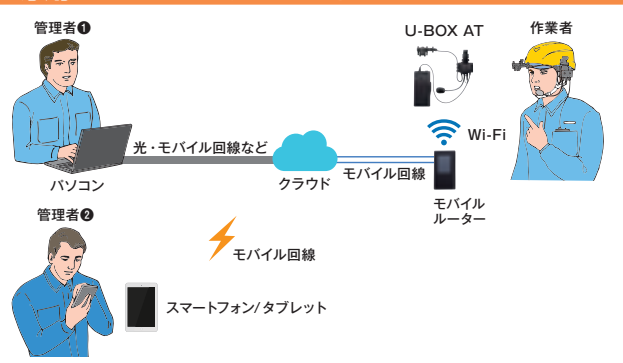 管理者❶
U-BOX AT
作業者
Wi-Fi
光・モバイル回線など
パソコン
クラウド
モバイル回線
モバイル
ルーター
管理者❷
モバイル回線
スマートフォン/タブレット